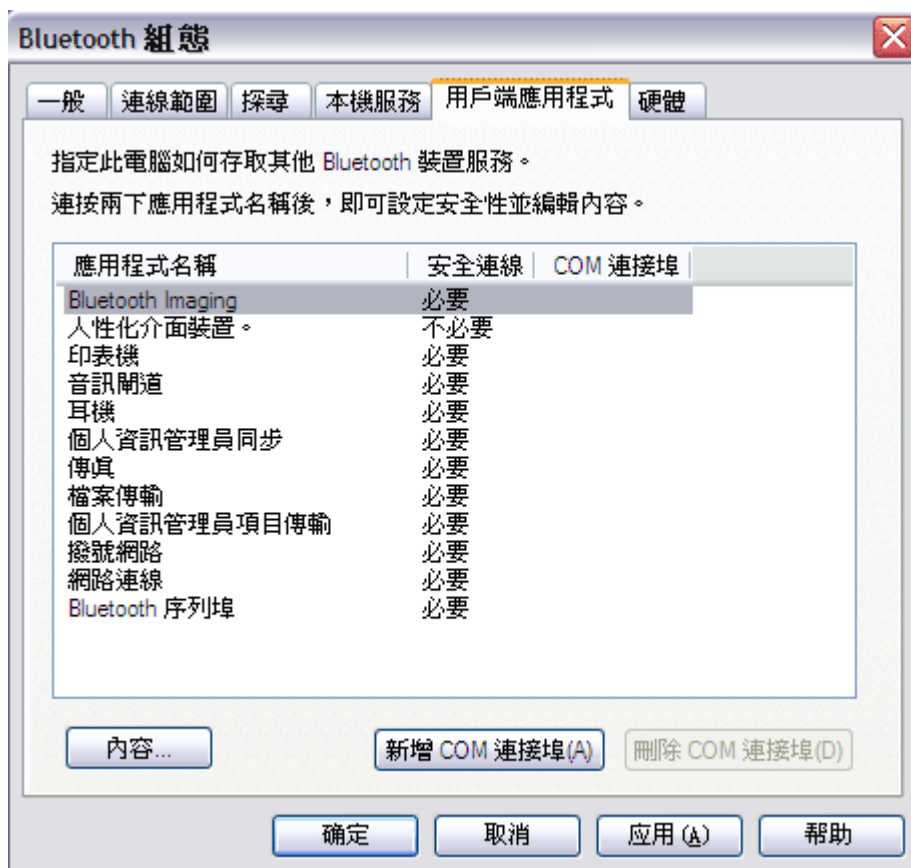 Bluetooth 組態
一般 連線範圍 探尋 本機服務 用戶端應用程式 硬體
指定此電腦如何存取其他 Bluetooth 裝置服務。
連按兩下應用程式名稱後，即可設定安全性並編輯內容。
應用程式名稱 安全連線 COM 連接埠
Bluetooth Imaging 必要
人性化介面裝置。 不必要
印表機 必要
音訊閘道 必要
耳機 必要
個人資訊管理員同步 必要
傳真 必要
檔案傳輸 必要
個人資訊管理員項目傳輸 必要
撥號網路 必要
網路連線 必要
Bluetooth 序列埠 必要
內容... 新增 COM 連接埠(A) 刪除 COM 連接埠(D)
确定 取消 应用(A) 帮助